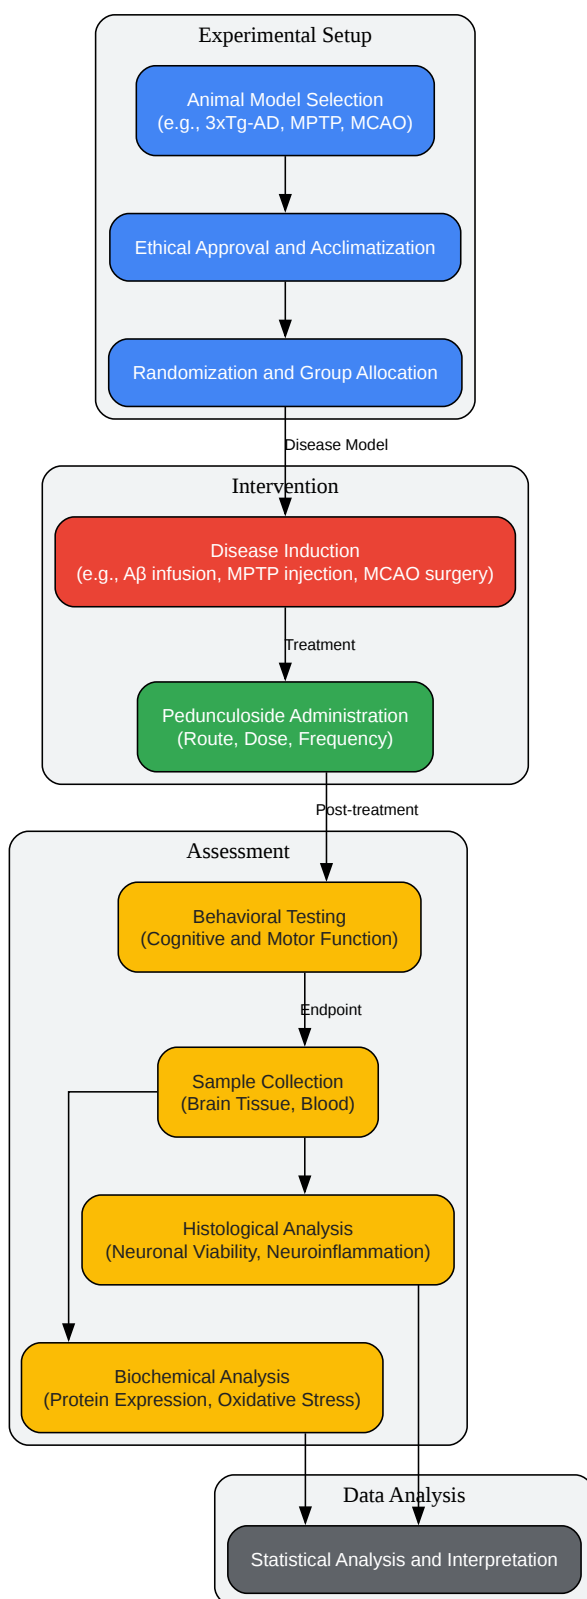 Experimental Setup
Animal Model Selection
(e.g., 3xTg-AD, MPTP, MCAO)
Ethical Approval and Acclimatization
Randomization and Group Allocation
Disease Model
Intervention
Disease Induction
(e.g., Aβ infusion, MPTP injection, MCAO surgery)
Treatment
Pedunculoside Administration
(Route, Dose, Frequency)
Post-treatment
Assessment
Behavioral Testing
(Cognitive and Motor Function)
Endpoint
Sample Collection
(Brain Tissue, Blood)
Histological Analysis
(Neuronal Viability, Neuroinflammation)
Biochemical Analysis
(Protein Expression, Oxidative Stress)
Data Analysis
Statistical Analysis and Interpretation